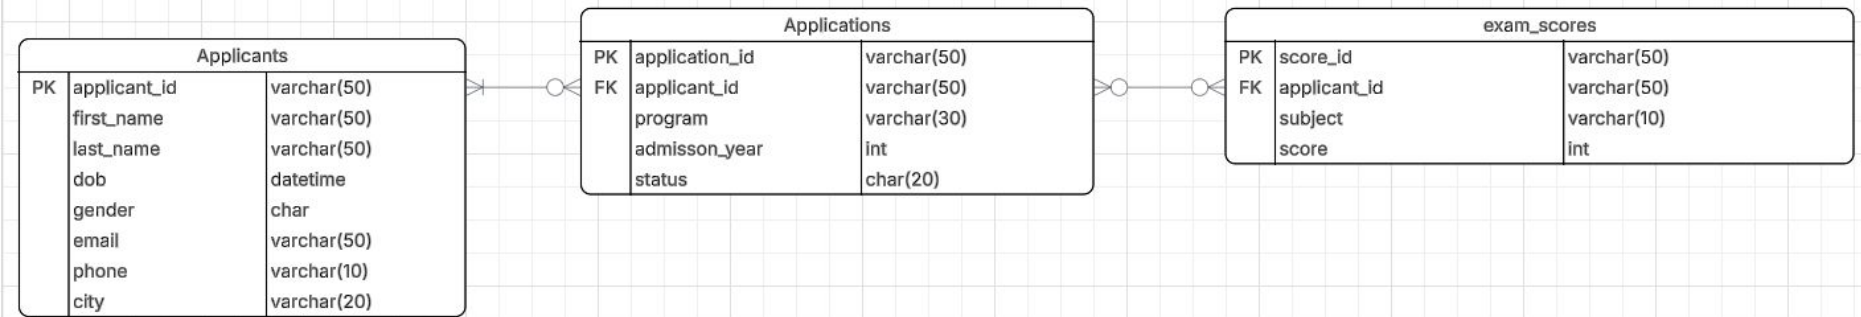 Applicants
PK applicant_id varchar(50)
first_name varchar(50)
last_name varchar(50)
dob datetime
gender char
email varchar(50)
phone varchar(10)
city varchar(20)
Applications
PK application_id varchar(50)
FK applicant_id varchar(50)
program varchar(30)
admisson_year int
status char(20)
exam_scores
PK score_id varchar(50)
FK applicant_id varchar(50)
subject varchar(10)
score int